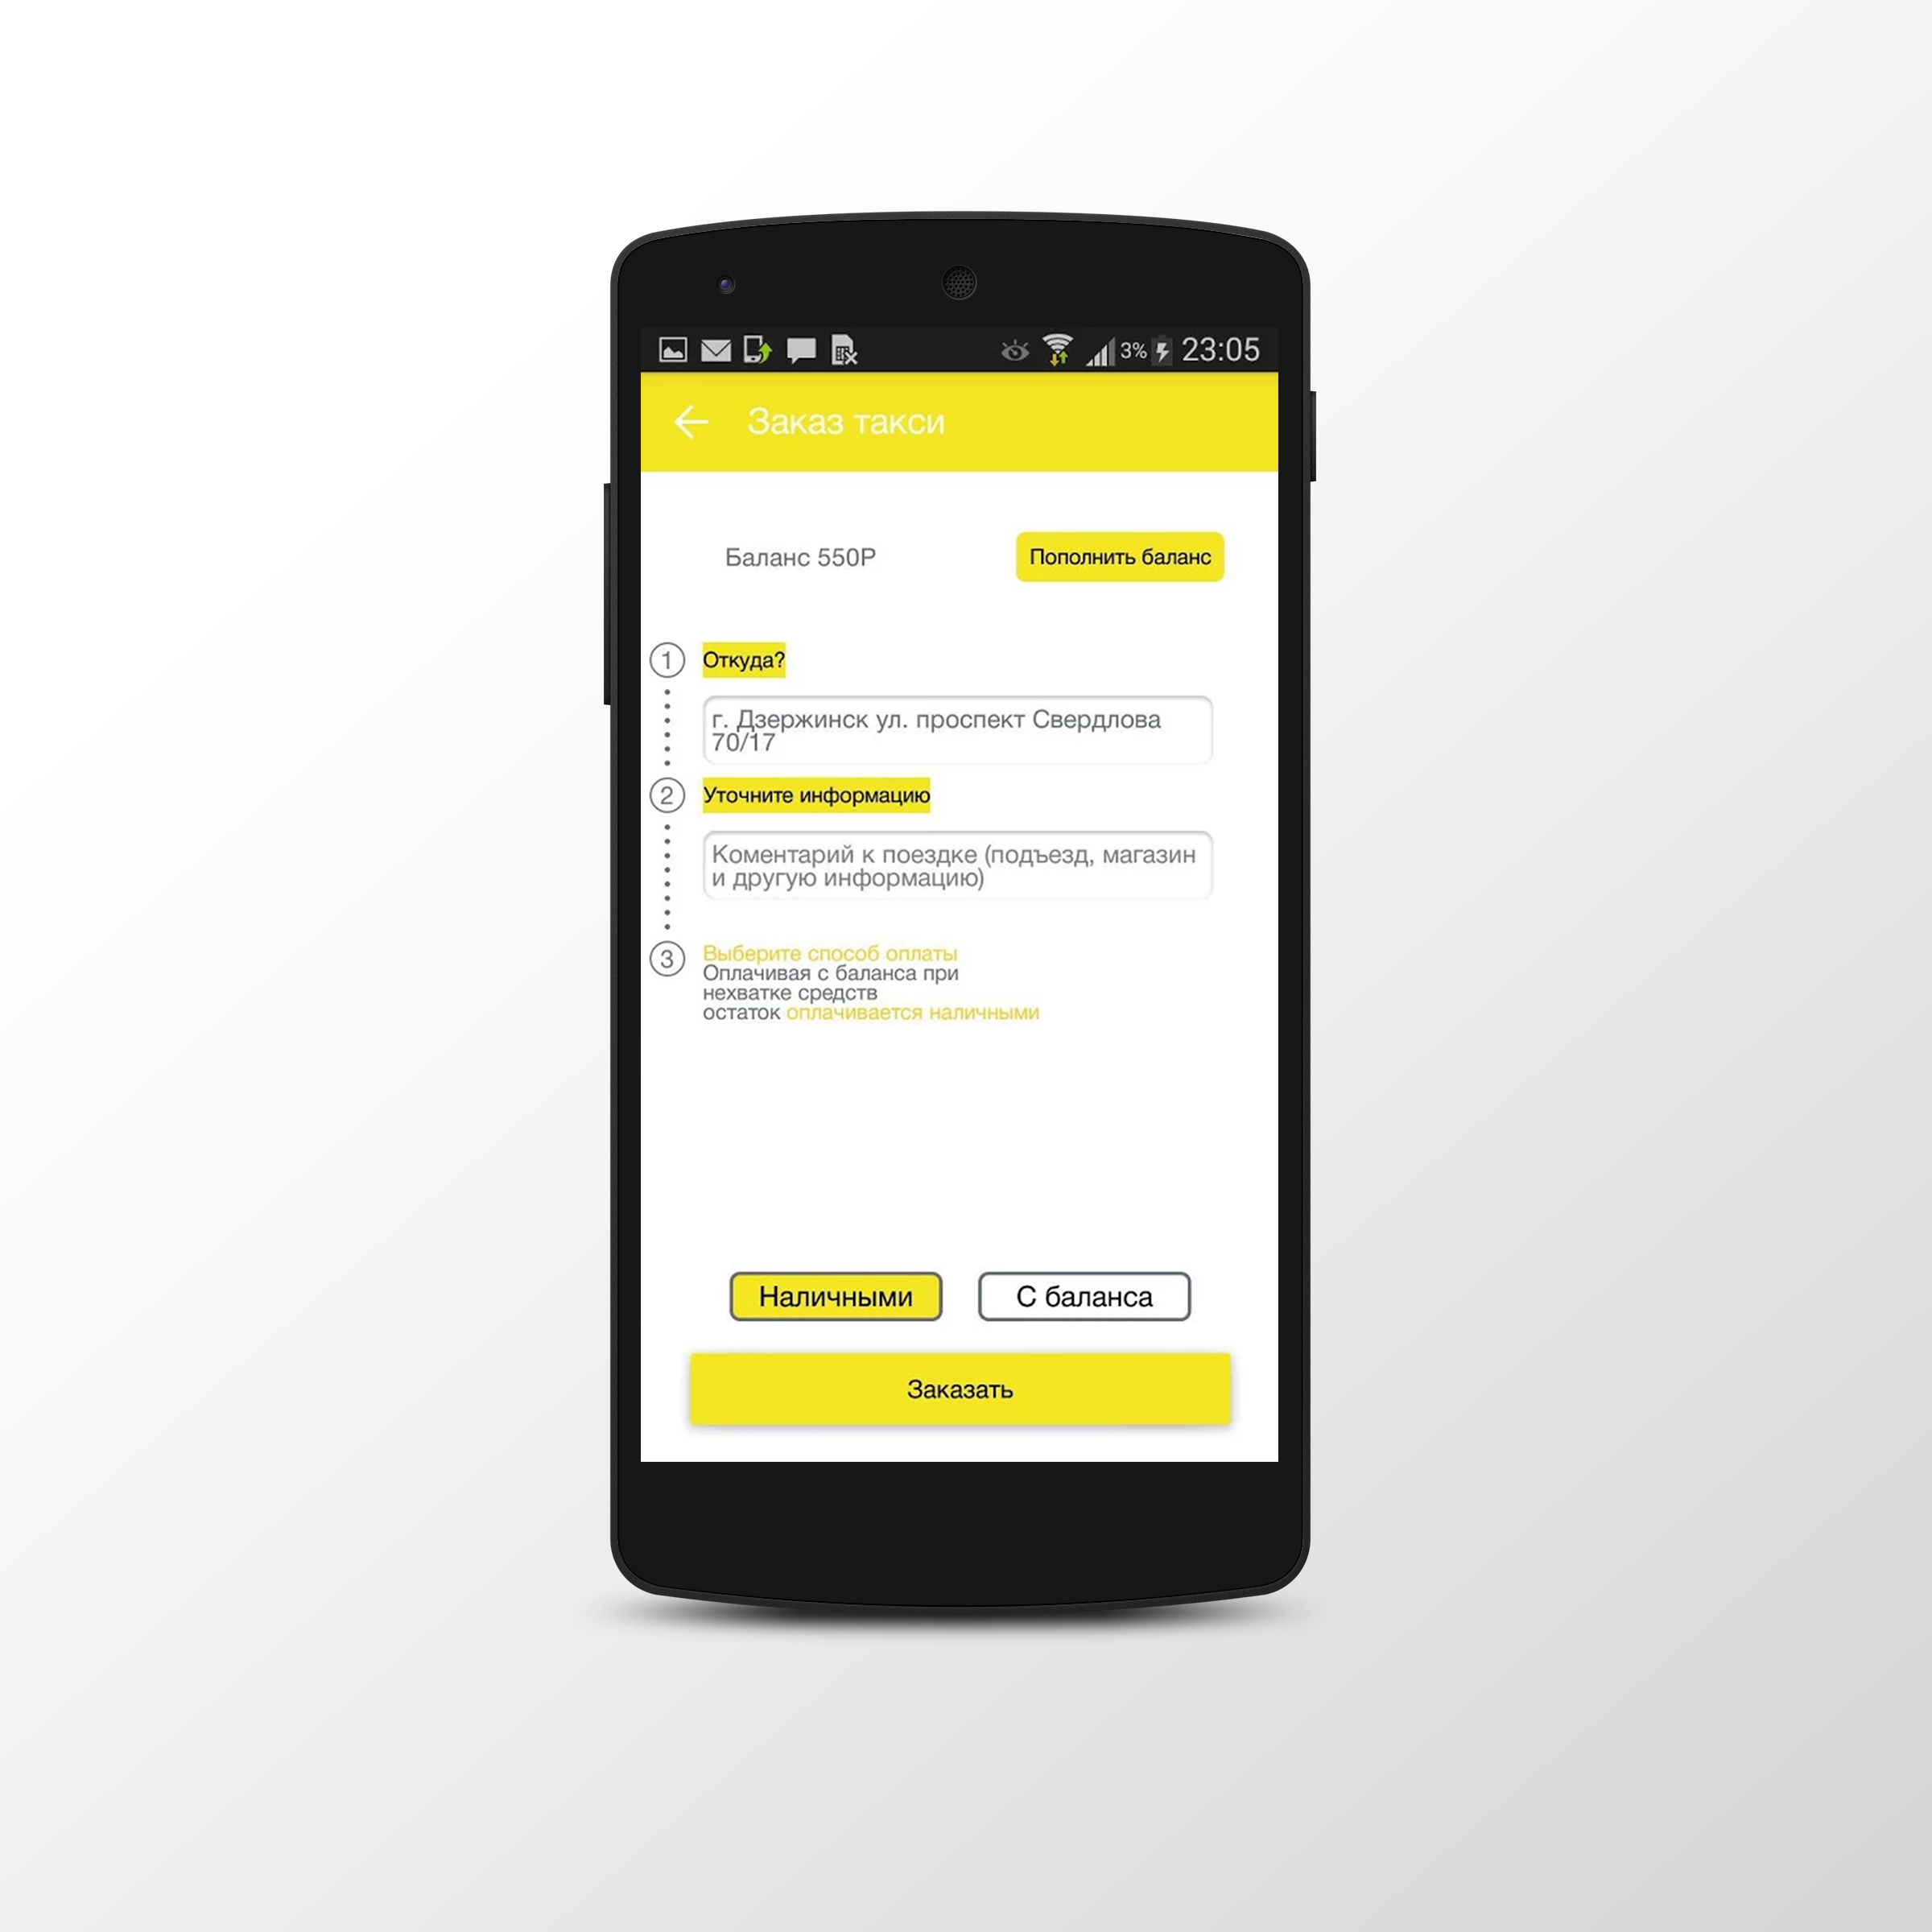 3% 23:05
Заказ такси
Баланс 550Р
Пополнить баланс
1 Откуда?
г. Дзержинск ул. проспект Свердлова
70/17
2 Уточните информацию
Коментарий к поездке (подъезд, магазин
и другую информацию)
3 Выберите способ оплаты
Оплачивая с баланса при
нехватке средств
остаток оплачивается наличными
Наличными
С баланса
Заказать